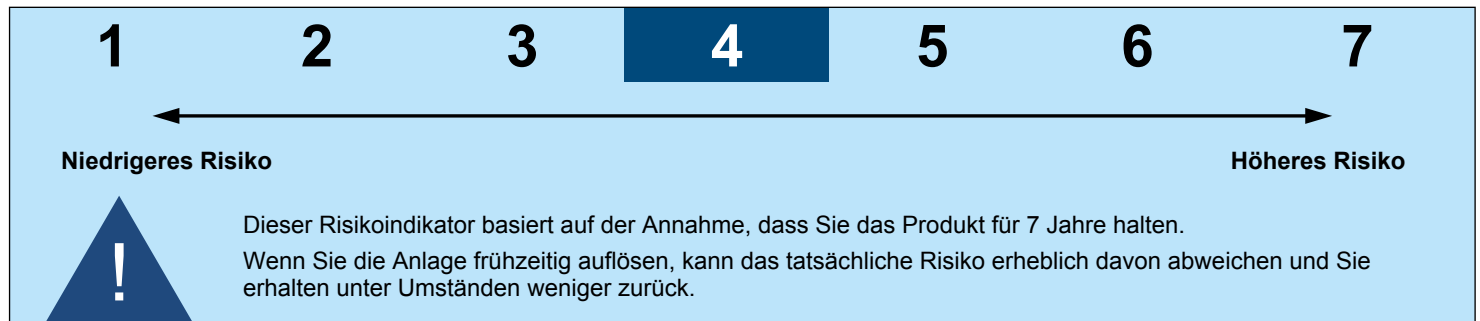 1 2 3 4 5 6 7
Niedrigeres Risiko Höheres Risiko
!
Dieser Risikoindikator basiert auf der Annahme, dass Sie das Produkt für 7 Jahre halten.
Wenn Sie die Anlage frühzeitig auflösen, kann das tatsächliche Risiko erheblich davon abweichen und Sie
erhalten unter Umständen weniger zurück.